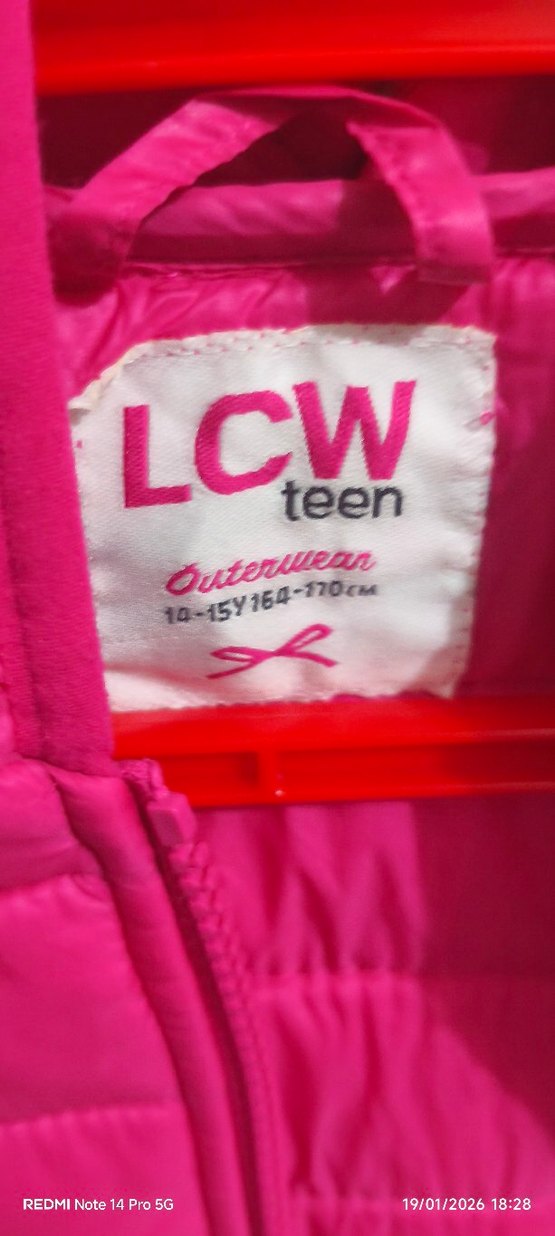 LCW
teen
Outerwear
14-15Y 164-170cm
REDMI Note 14 Pro 5G
19/01/2026 18:28